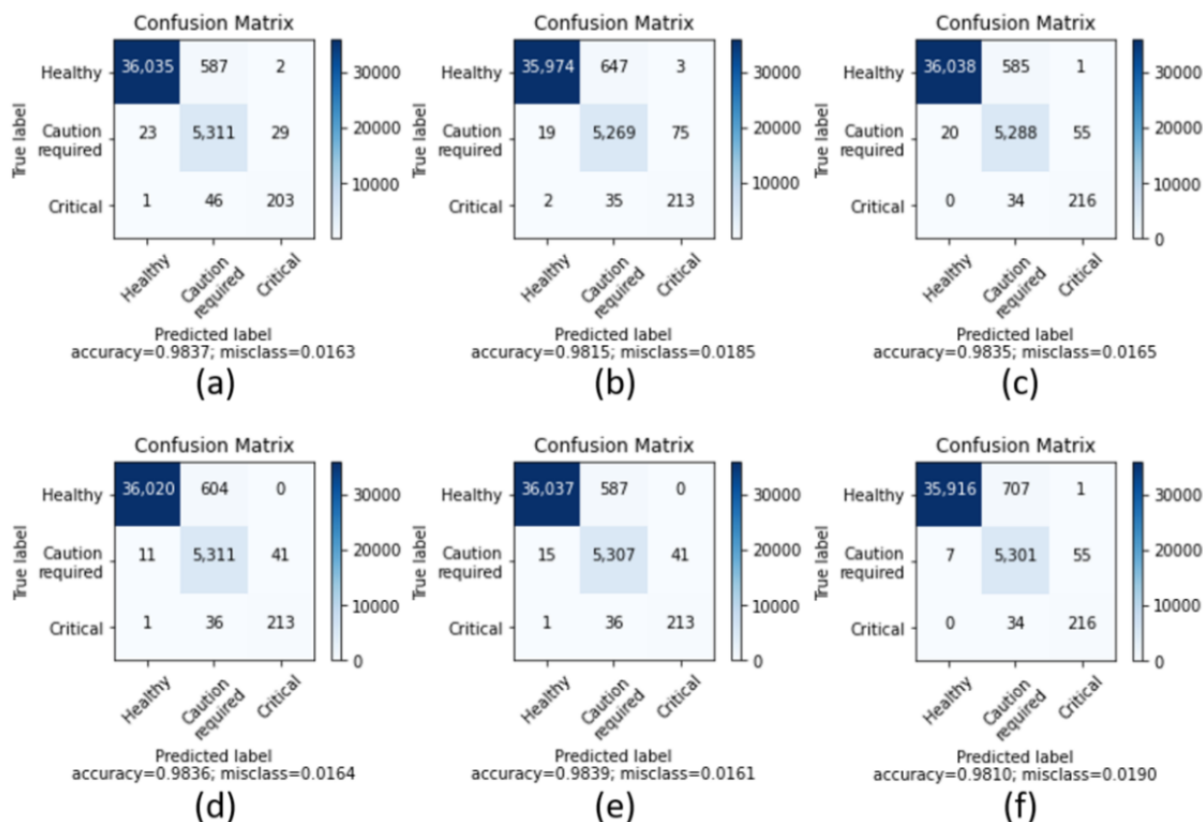 Confusion Matrix
True label
Healthy 36,035 587 2 30000
Caution required 23 5,311 29 20000
Critical 1 46 203 10000
Healthy Caution required Critical
Predicted label
accuracy=0.9837; misclass=0.0163
(a)
Confusion Matrix
True label
Healthy 35,974 647 3 30000
Caution required 19 5,269 75 20000
Critical 2 35 213 10000
Healthy Caution required Critical
Predicted label
accuracy=0.9815; misclass=0.0185
(b)
Confusion Matrix
True label
Healthy 36,038 585 1 30000
Caution required 20 5,288 55 20000
Critical 0 34 216 10000
0
Healthy Caution required Critical
Predicted label
accuracy=0.9835; misclass=0.0165
(c)
Confusion Matrix
True label
Healthy 36,020 604 0 30000
Caution required 11 5,311 41 20000
Critical 1 36 213 10000
0
Healthy Caution required Critical
Predicted label
accuracy=0.9836; misclass=0.0164
(d)
Confusion Matrix
True label
Healthy 36,037 587 0 30000
Caution required 15 5,307 41 20000
Critical 1 36 213 10000
0
Healthy Caution required Critical
Predicted label
accuracy=0.9839; misclass=0.0161
(e)
Confusion Matrix
True label
Healthy 35,916 707 1 30000
Caution required 7 5,301 55 20000
Critical 0 34 216 10000
0
Healthy Caution required Critical
Predicted label
accuracy=0.9810; misclass=0.0190
(f)